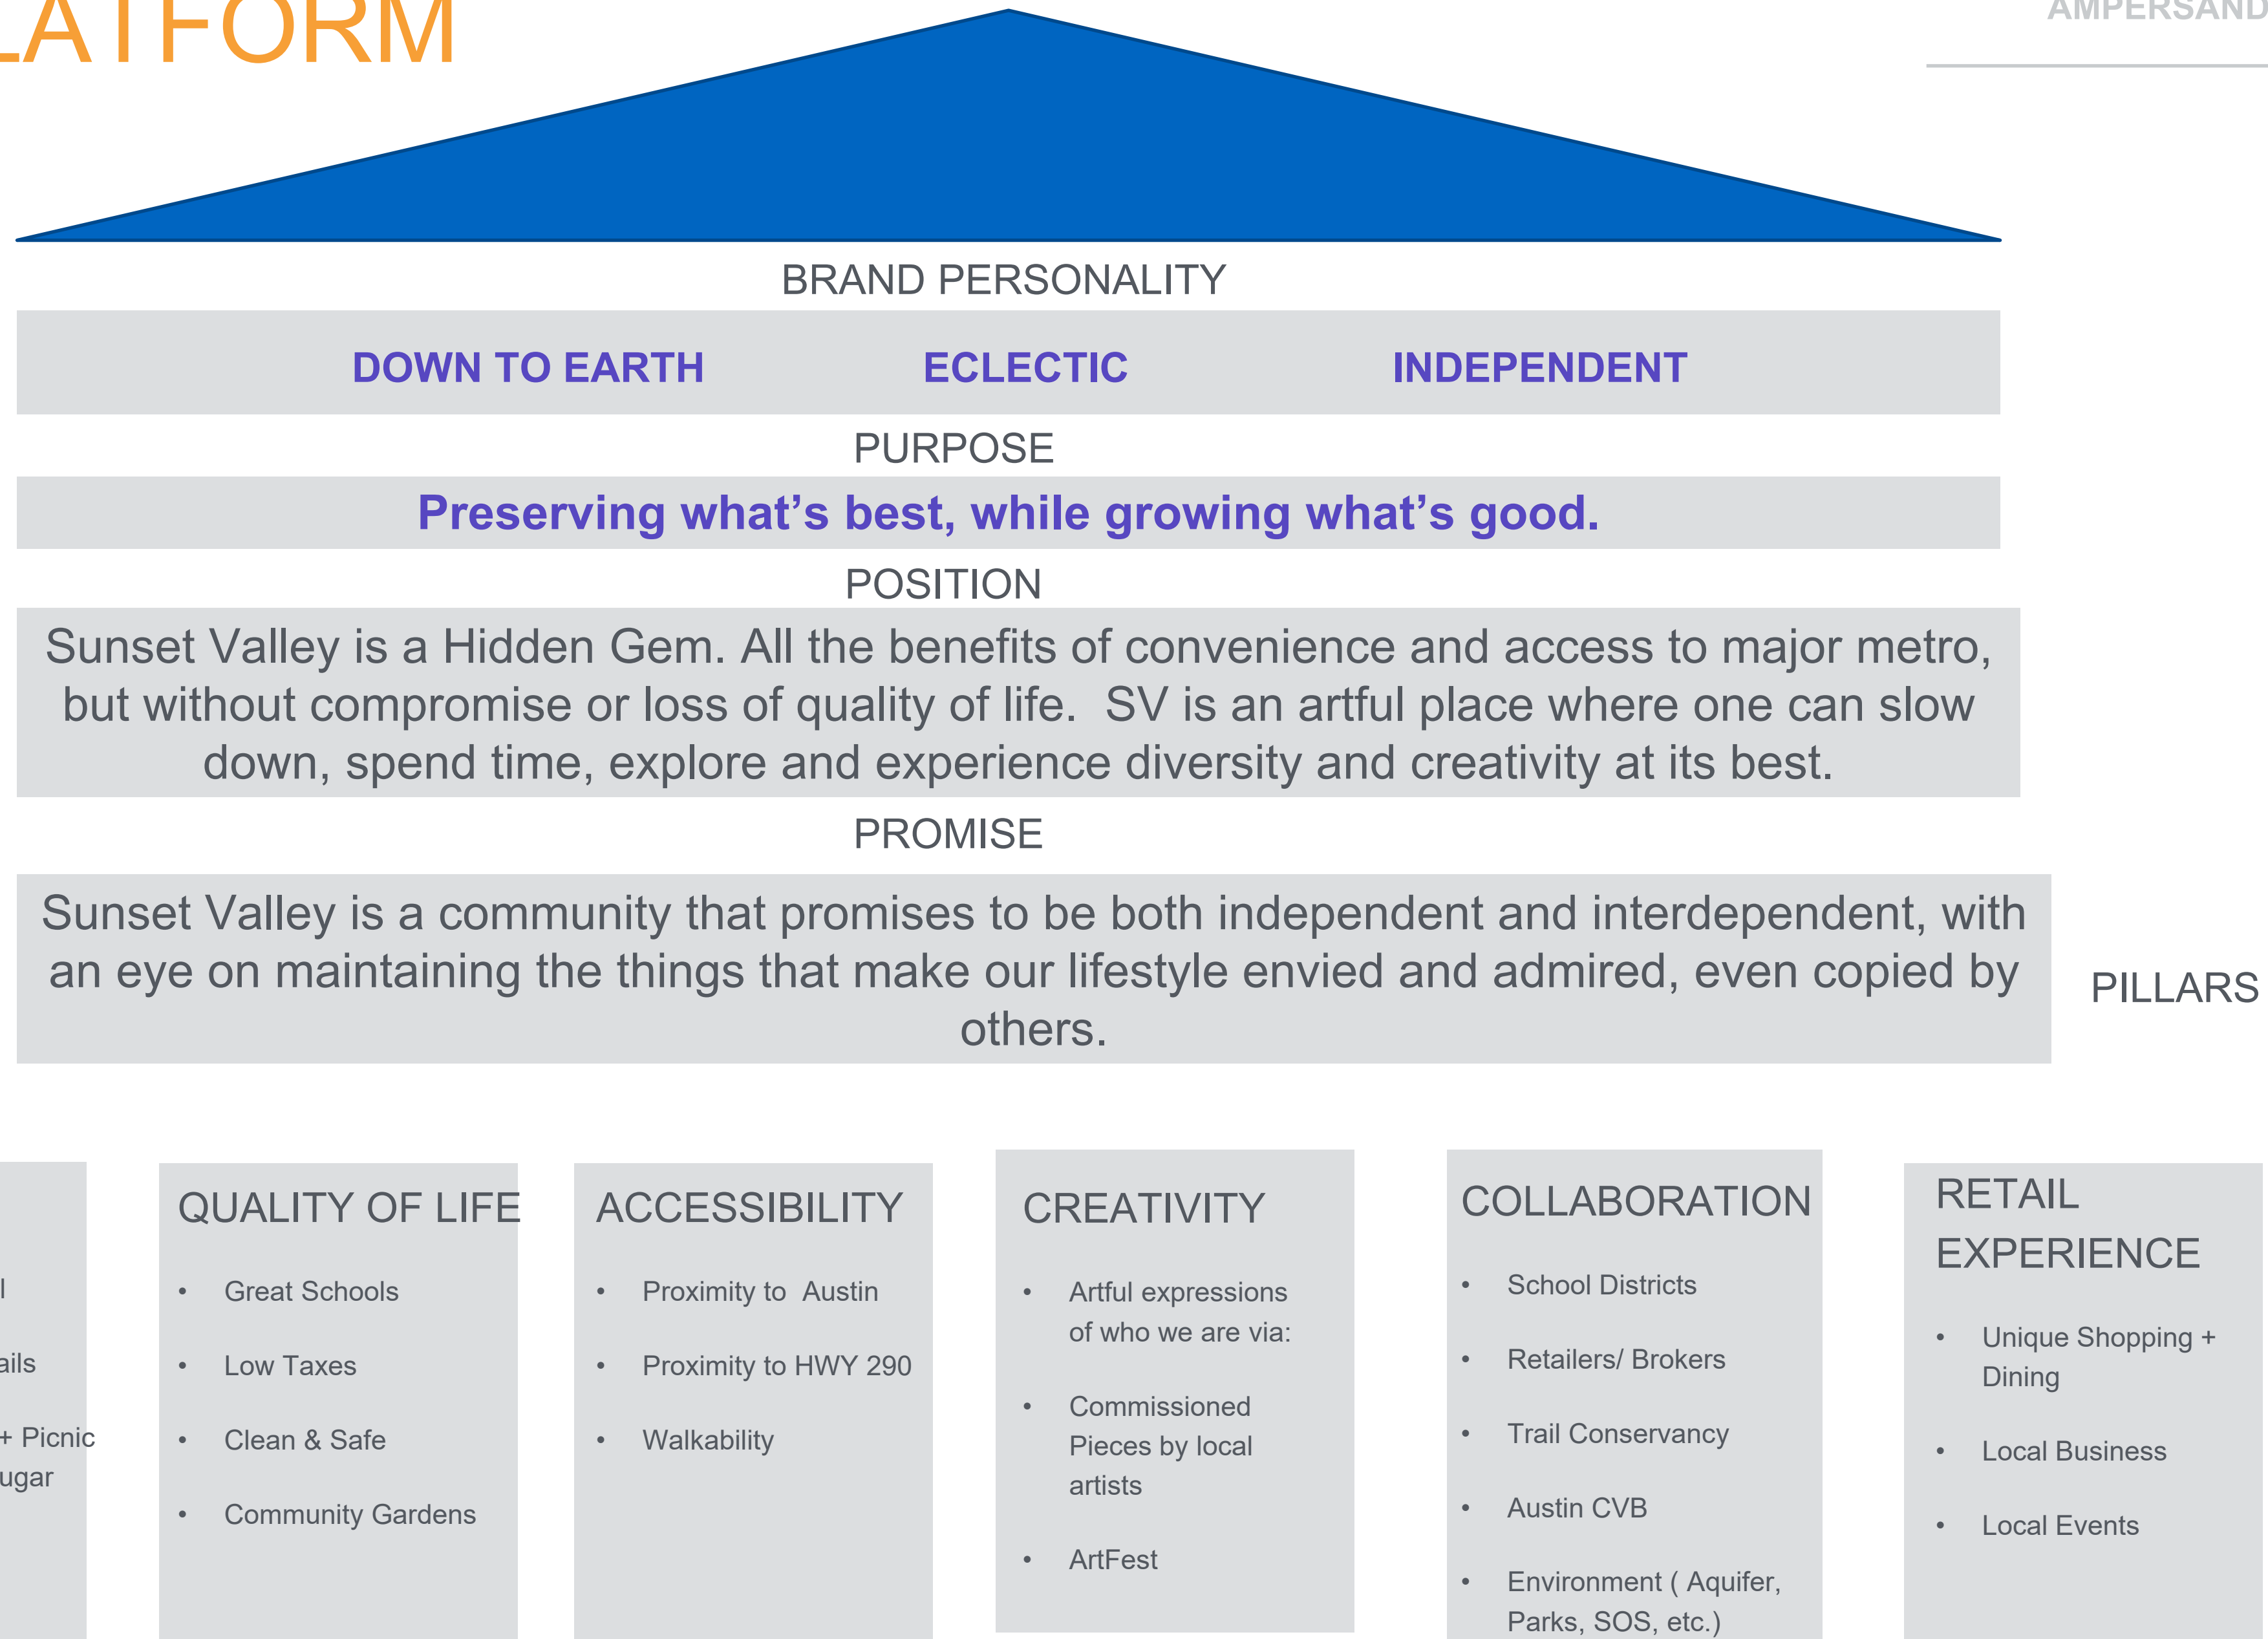 AMPERSAND
BRAND PERSONALITY
DOWN TO EARTH ECLECTIC INDEPENDENT
PURPOSE
Preserving what’s best, while growing what’s good.
POSITION
Sunset Valley is a Hidden Gem. All the benefits of convenience and access to major metro,
but without compromise or loss of quality of life.  SV is an artful place where one can slow
down, spend time, explore and experience diversity and creativity at its best.
PROMISE
Sunset Valley is a community that promises to be both independent and interdependent, with
an eye on maintaining the things that make our lifestyle envied and admired, even copied by
others.
PILLARS
+ Picnic
QUALITY OF LIFE
• Great Schools
• Low Taxes
• Clean & Safe
• Community Gardens
ACCESSIBILITY
• Proximity to  Austin
• Proximity to HWY 290
• Walkability
CREATIVITY
• Artful expressions
of who we are via:
• Commissioned
Pieces by local
artists
• ArtFest
COLLABORATION
• School Districts
• Retailers/ Brokers
• Trail Conservancy
• Austin CVB
• Environment ( Aquifer,
Parks, SOS, etc.)
RETAIL
EXPERIENCE
• Unique Shopping +
Dining
• Local Business
• Local Events